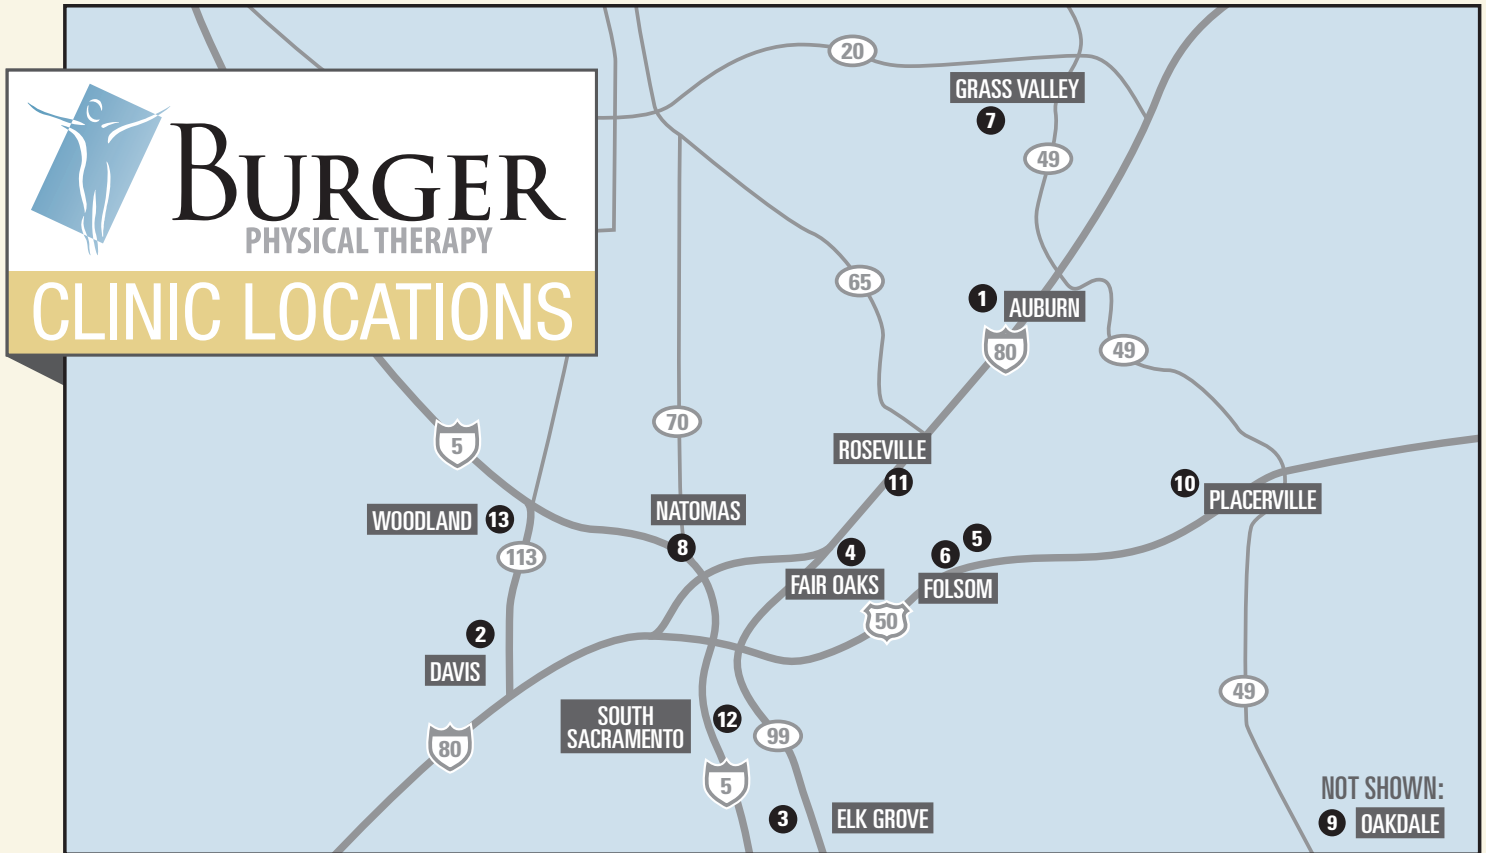 BURGER
PHYSICAL THERAPY
CLINIC LOCATIONS
20
GRASS VALLEY
7
49
65
1
AUBURN
80
49
5
70
ROSEVILLE
11
10
PLACERVILLE
WOODLAND
13
NATOMAS
8
113
4
FAIR OAKS
6
5
FOLSOM
50
2
DAVIS
49
SOUTH
SACRAMENTO
12
99
80
5
3
ELK GROVE
NOT SHOWN:
9
OAKDALE